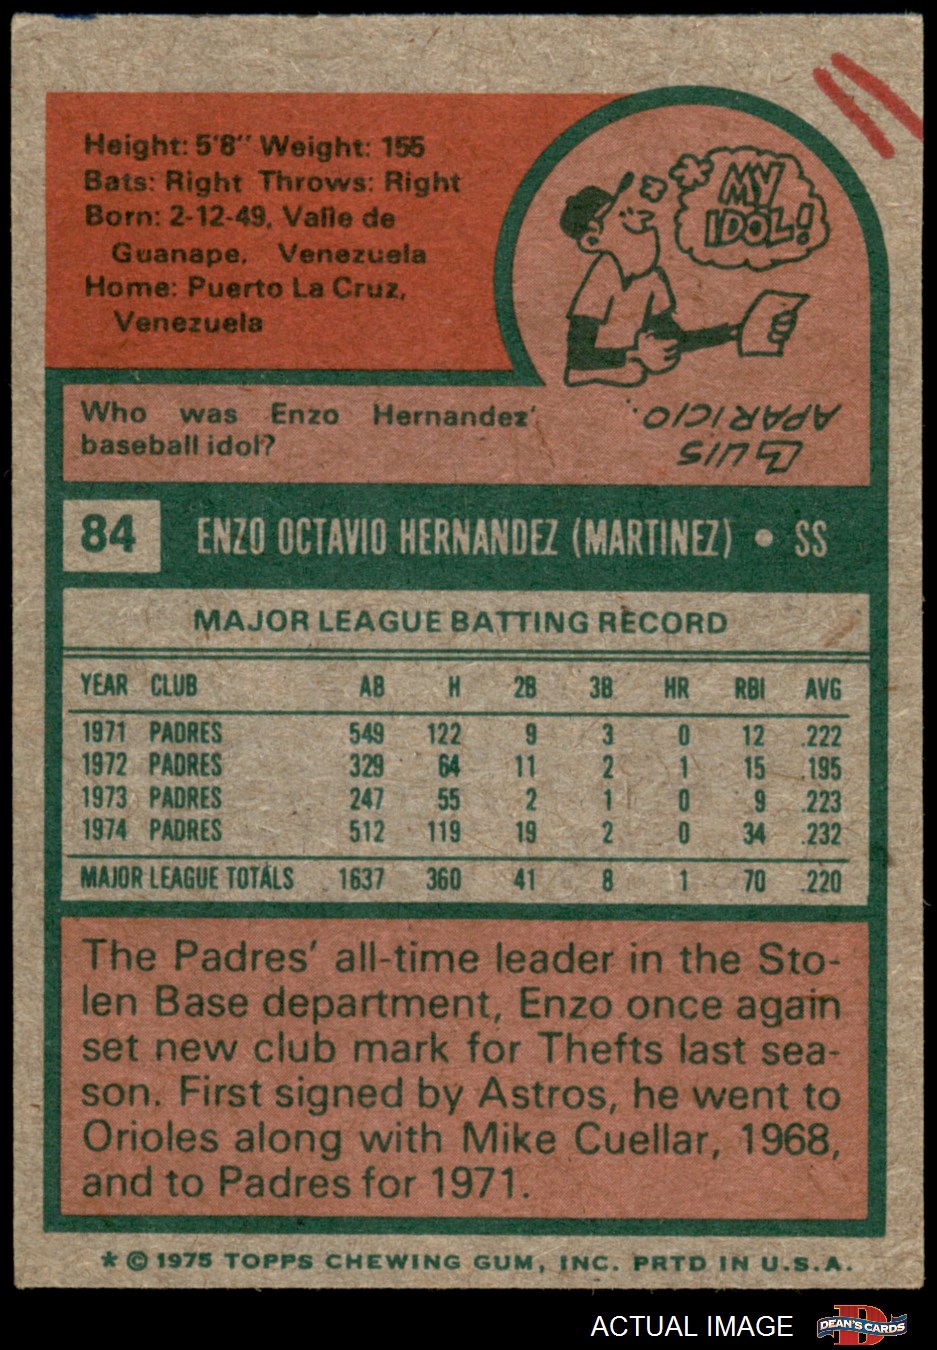 Height: 5'8" Weight: 155
Bats: Right Throws: Right
Born: 2-12-49, Valle de
Guanape, Venezuela
Home: Puerto La Cruz,
Venezuela
MY
IDOL!
Who was Enzo Hernandez'
baseball idol?
LUIS
APARICIO.
84 ENZO OCTAVIO HERNANDEZ (MARTINEZ) • SS
MAJOR LEAGUE BATTING RECORD
YEAR CLUB AB H 2B 3B HR RBI AVG
1971 PADRES 549 122 9 3 0 12 .222
1972 PADRES 329 64 11 2 1 15 .195
1973 PADRES 247 55 2 1 0 9 .223
1974 PADRES 512 119 19 2 0 34 .232
MAJOR LEAGUE TOTALS 1637 360 41 8 1 70 .220
The Padres' all-time leader in the Sto-
len Base department, Enzo once again
set new club mark for Thefts last sea-
son. First signed by Astros, he went to
Orioles along with Mike Cuellar, 1968,
and to Padres for 1971.
* © 1975 TOPPS CHEWING GUM, INC. PRTD IN U.S.A.
ACTUAL IMAGE
D
DEAN'S CARDS